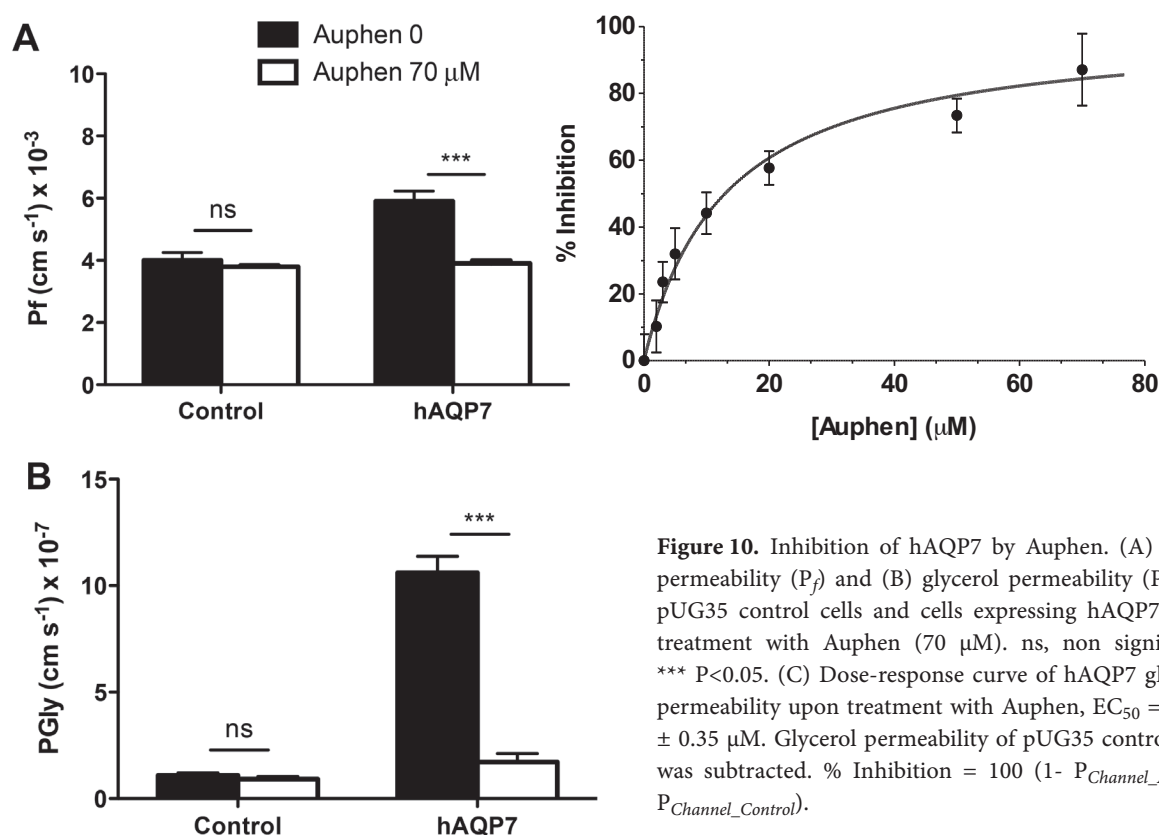 A
Auphen 0
Auphen 70 μM
Pf (cm s⁻¹) x 10⁻³
10
8
6
4
2
0
ns
***
Control
hAQP7
% Inhibition
100
80
60
40
20
0
0
20
40
60
80
[Auphen] (μM)
B
PGly (cm s⁻¹) x 10⁻⁷
15
10
5
0
ns
***
Control
hAQP7
Figure 10. Inhibition of hAQP7 by Auphen. (A)
permeability (Pf) and (B) glycerol permeability (P
pUG35 control cells and cells expressing hAQP7
treatment with Auphen (70 μM). ns, non signi
*** P<0.05. (C) Dose-response curve of hAQP7 gl
permeability upon treatment with Auphen, EC50 =
± 0.35 μM. Glycerol permeability of pUG35 control
was subtracted. % Inhibition = 100 (1- PChannel_
PChannel_Control).